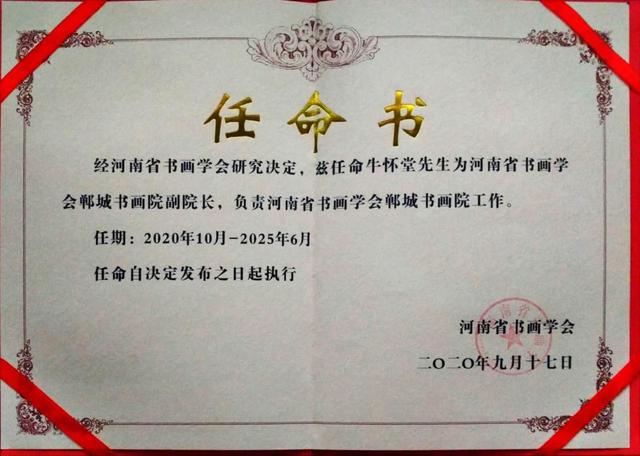 任命书
经河南省书画学会研究决定，兹任命牛怀堂先生为河南省书画学
会郸城书画院副院长，负责河南省书画学会郸城书画院工作。
任期：2020年10月-2025年6月
任命自决定发布之日起执行
河南省书画学会
二〇二〇年九月十七日